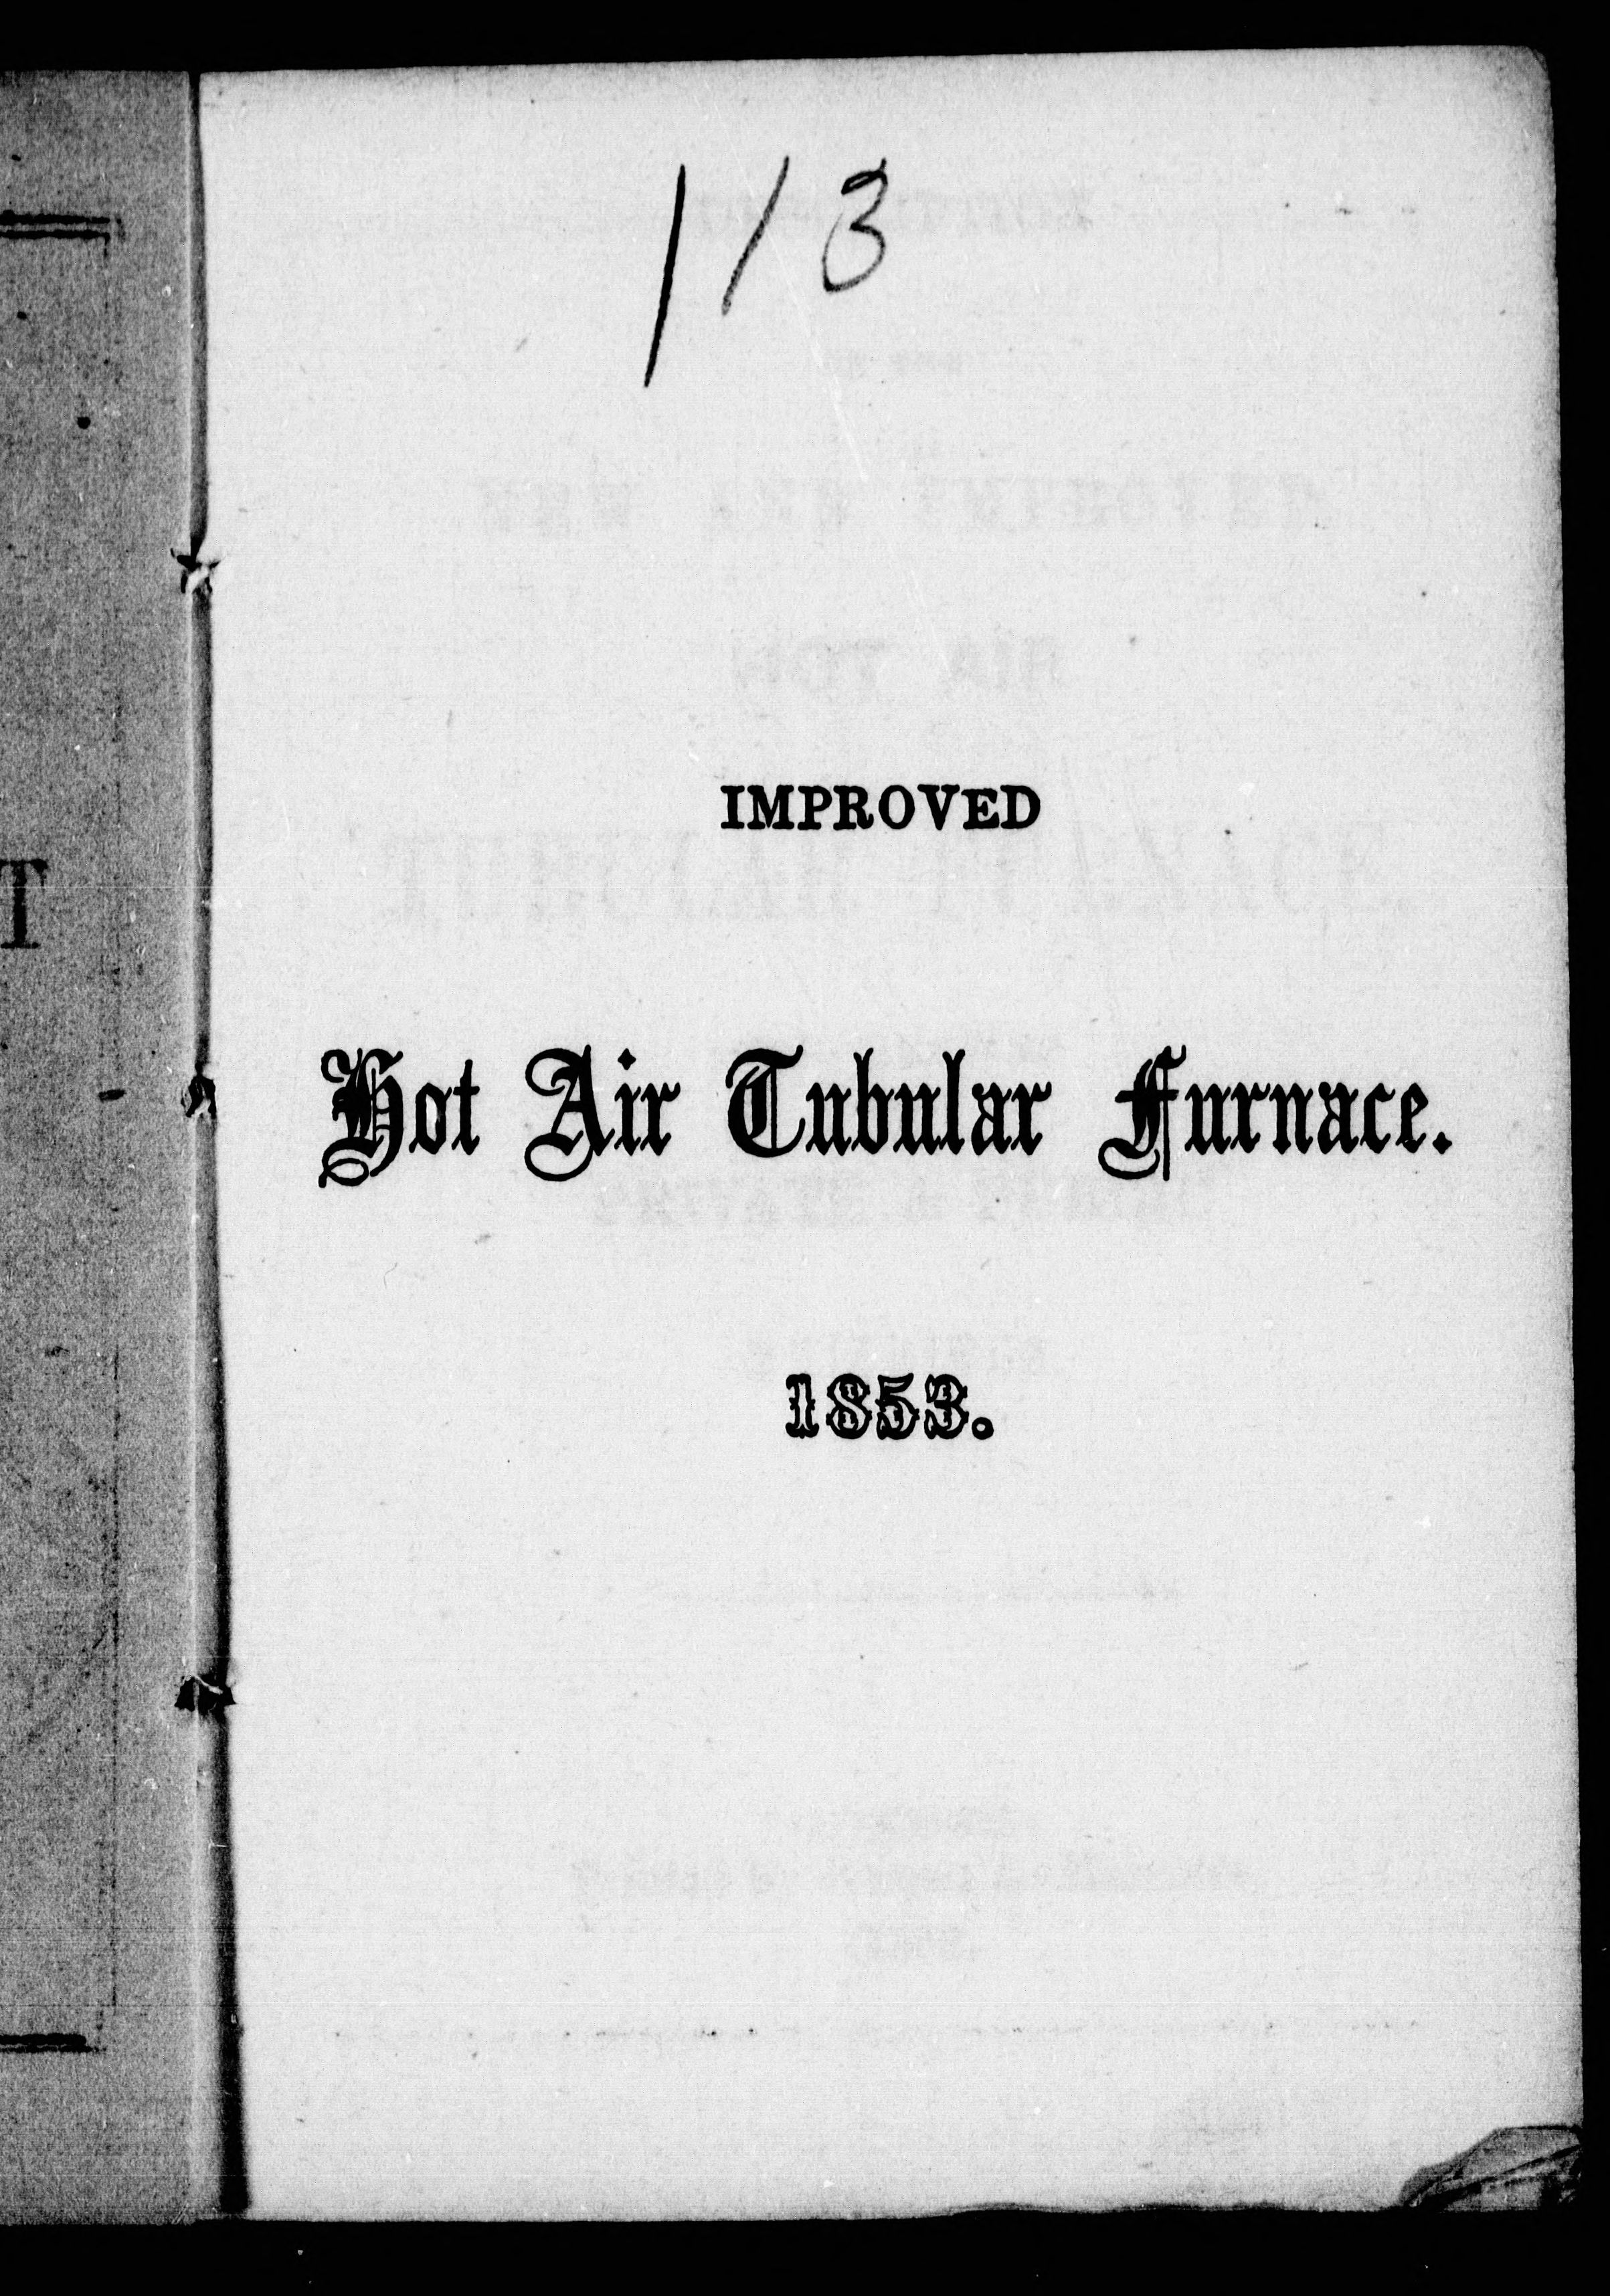 113
IMPROVED
Hot Air Tubular Furnace.
1853.
T